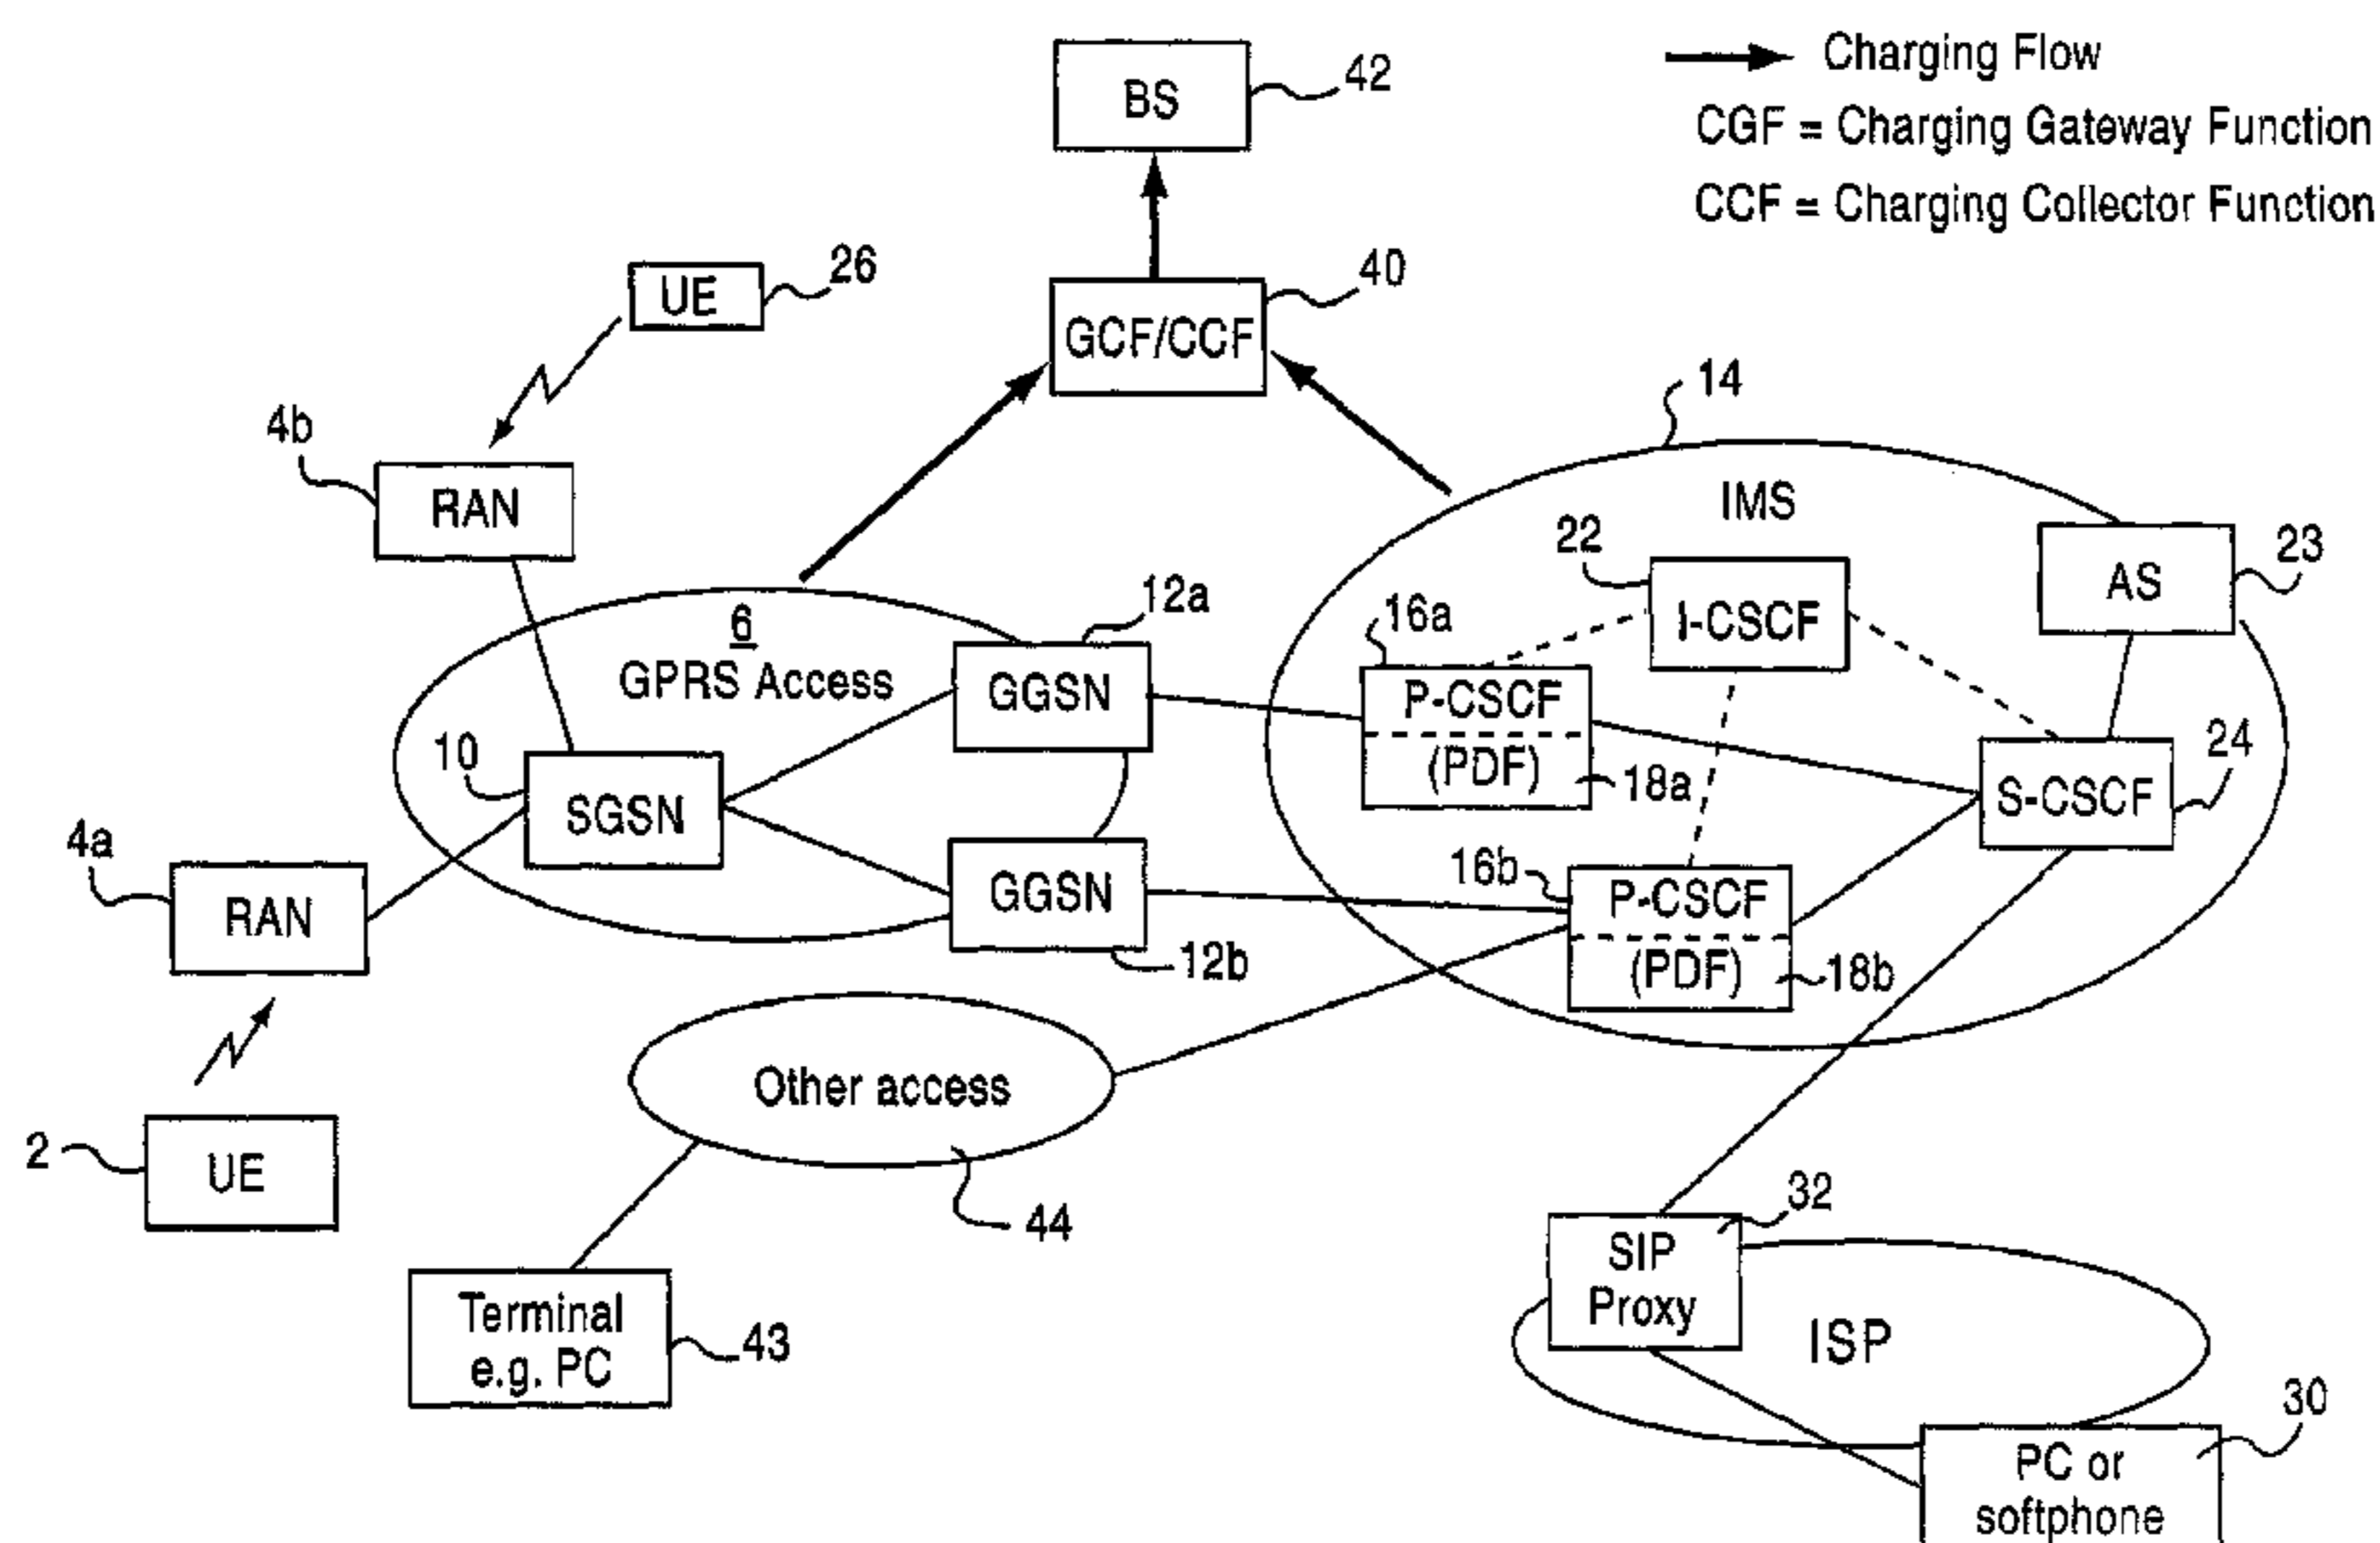 BS
42
Charging Flow
CGF = Charging Gateway Function
CCF = Charging Collector Function
UE
26
GCF/CCF
40
4b
RAN
14
IMS
22
I-CSCF
AS
23
6
GPRS Access
12a
GGSN
16a
P-CSCF
(PDF)
18a
10
SGSN
S-CSCF
24
4a
RAN
GGSN
12b
16b
P-CSCF
(PDF)
18b
Other access
44
2
UE
Terminal
e.g. PC
43
32
SIP
Proxy
ISP
30
PC or
softphone